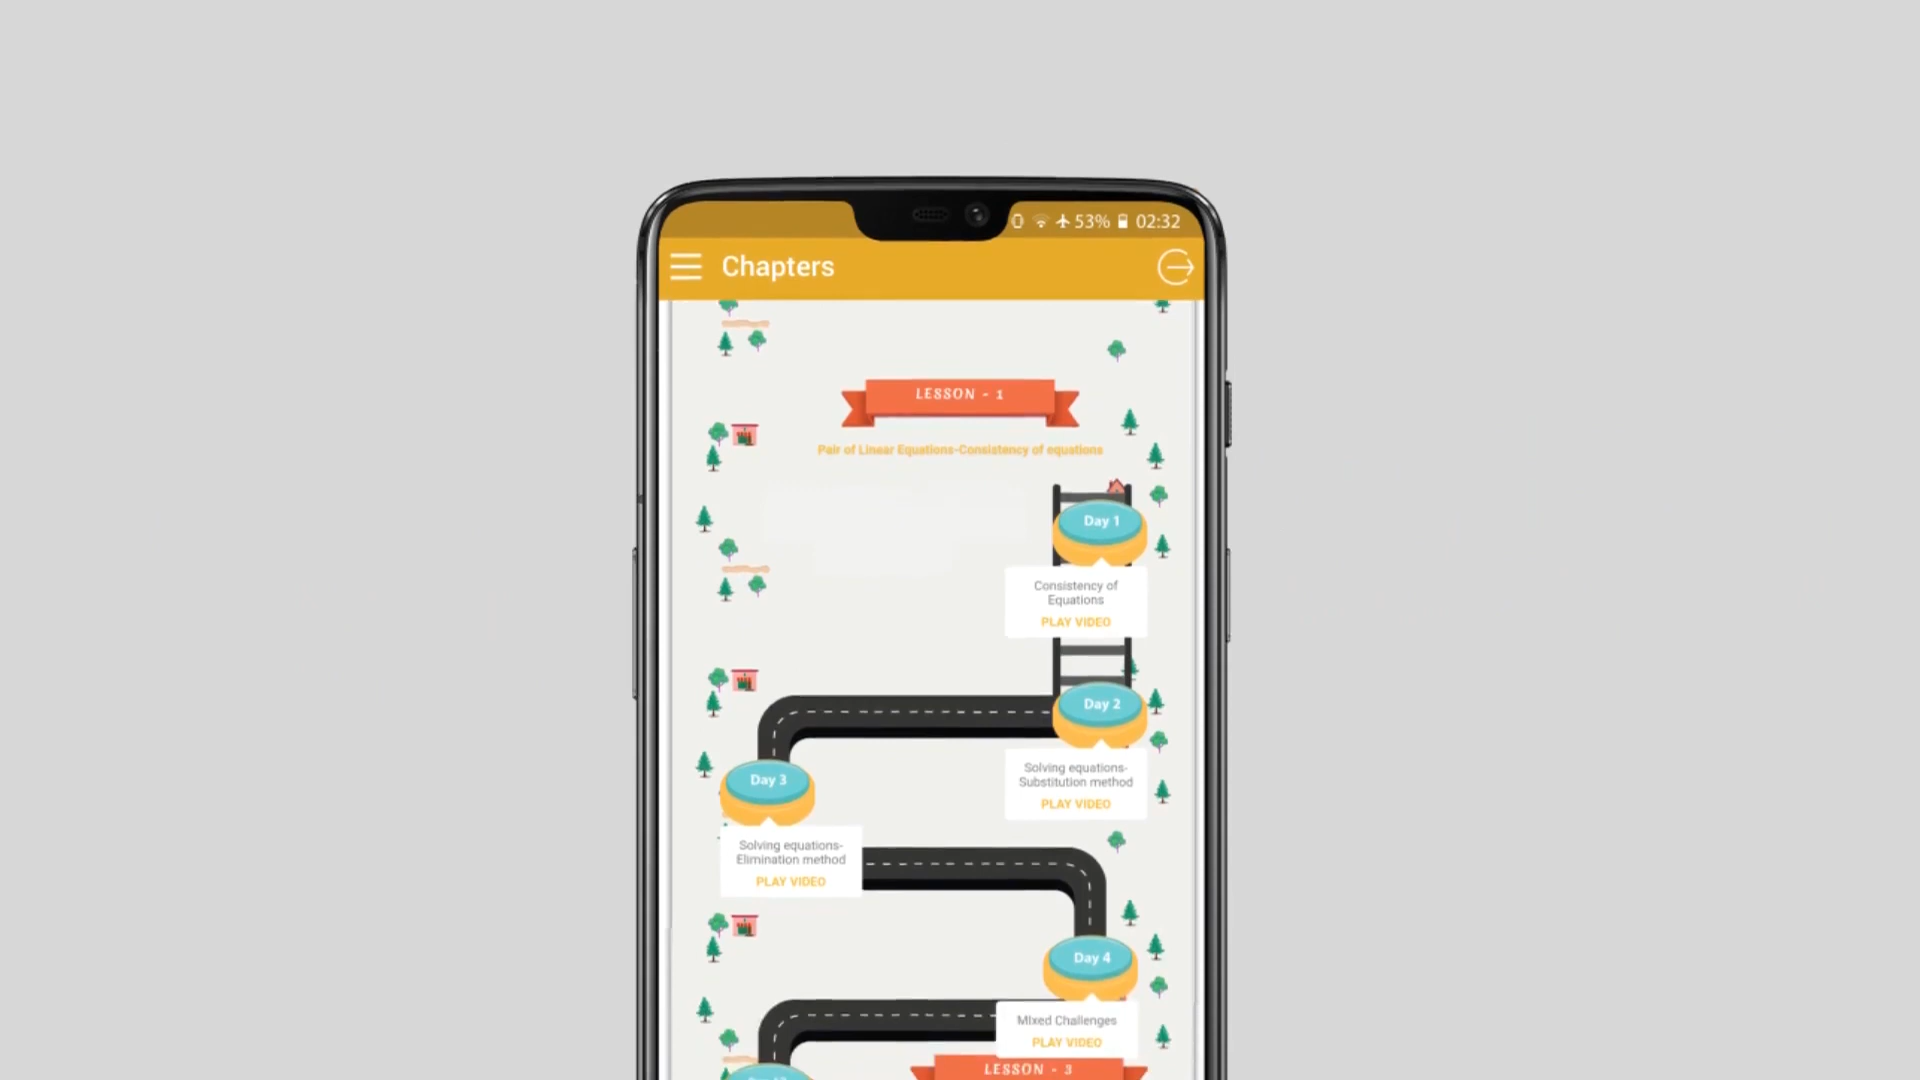 53% 02:32
Chapters
LESSON - 1
Pair of Linear Equations-Consistency of equations
Day 1
Consistency of
Equations
PLAY VIDEO
Day 2
Solving equations-
Substitution method
PLAY VIDEO
Day 3
Solving equations-
Elimination method
PLAY VIDEO
Day 4
MIxed Challenges
PLAY VIDEO
LESSON - 3